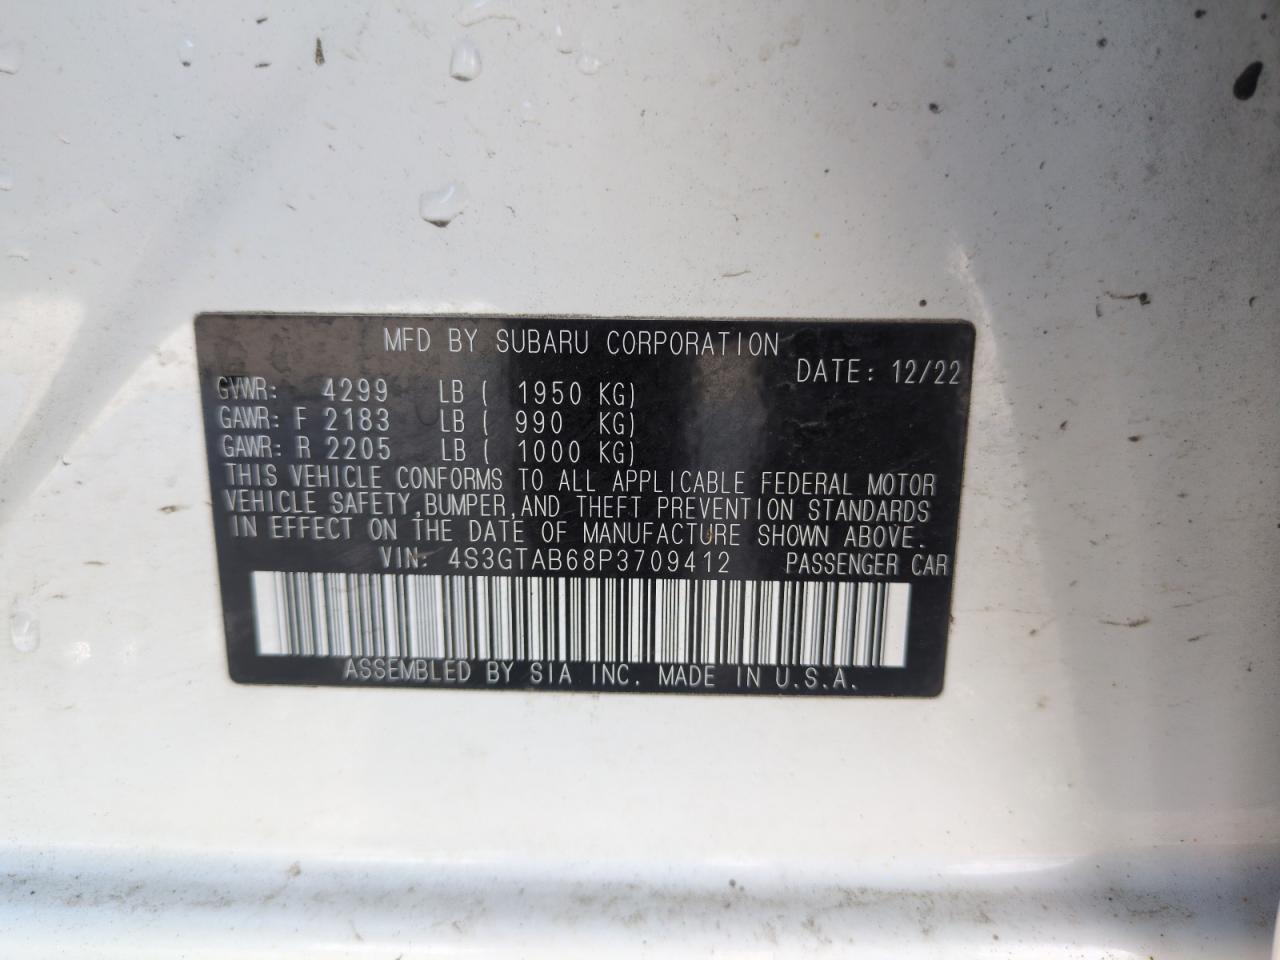 MFD BY SUBARU CORPORATION
DATE: 12/22
GVWR: 4299 LB ( 1950 KG)
GAWR: F 2183 LB ( 990 KG)
GAWR: R 2205 LB ( 1000 KG)
THIS VEHICLE CONFORMS TO ALL APPLICABLE FEDERAL MOTOR
VEHICLE SAFETY,BUMPER,AND THEFT PREVENTION STANDARDS
IN EFFECT ON THE DATE OF MANUFACTURE SHOWN ABOVE.
VIN: 4S3GTAB68P3709412 PASSENGER CAR
ASSEMBLED BY SIA INC. MADE IN U.S.A.